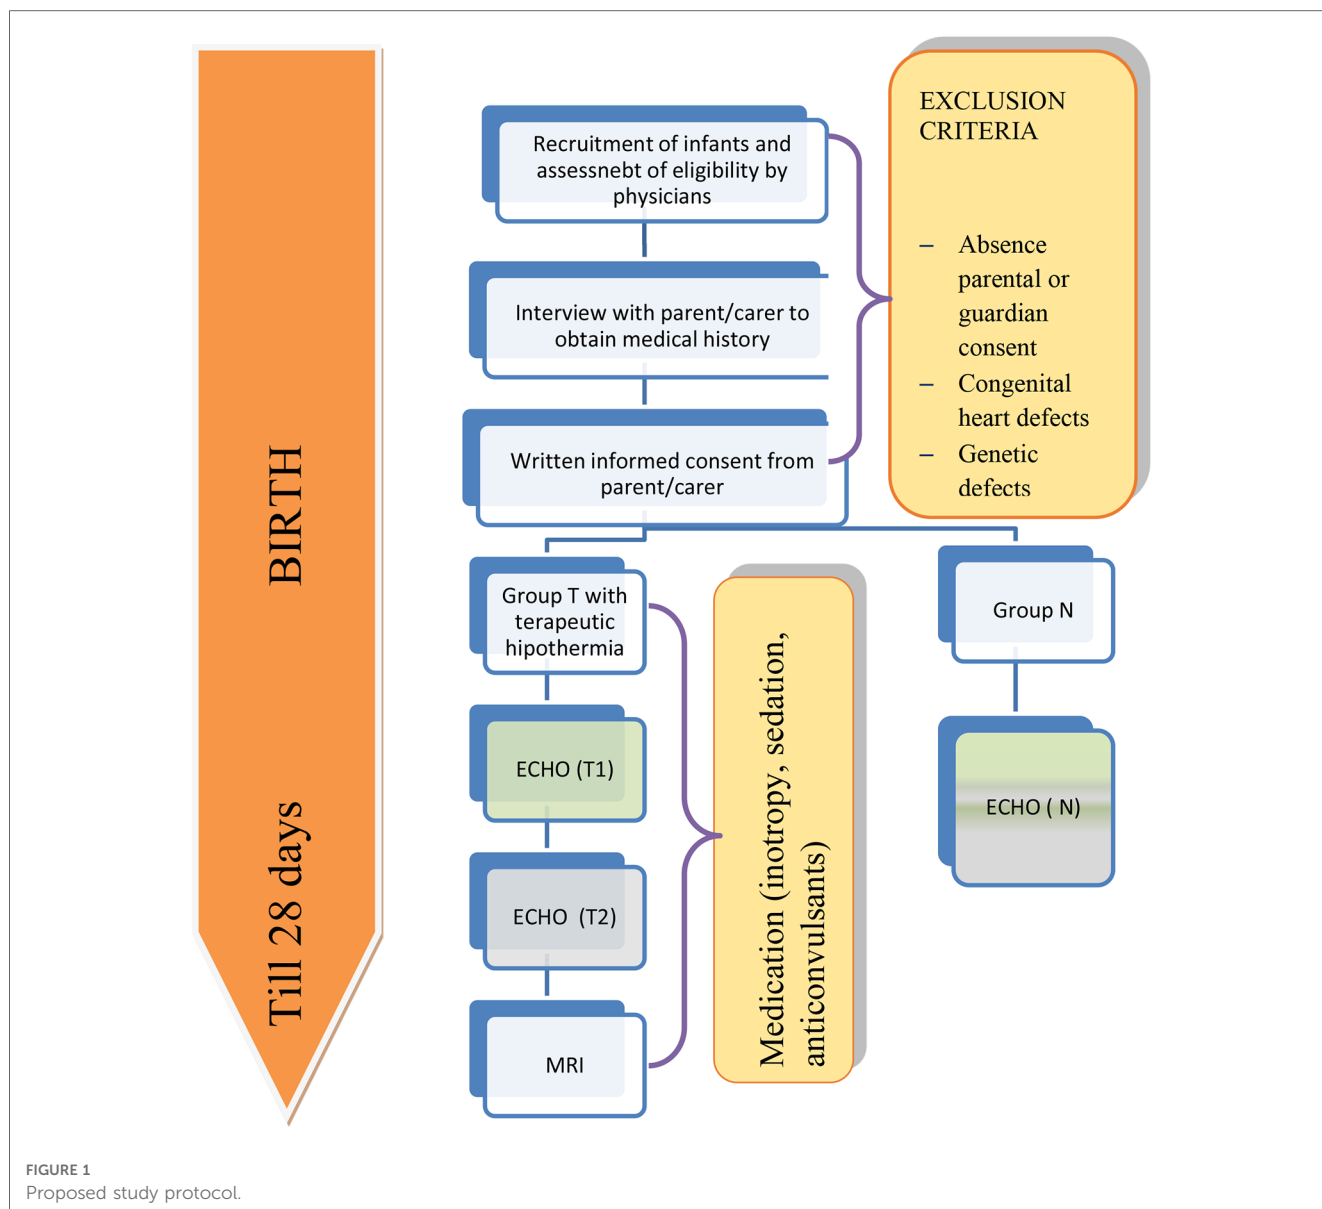 Recruitment of infants and
assessnebt of eligibility by
physicians
Interview with parent/carer to
obtain medical history
Written informed consent from
parent/carer
EXCLUSION
CRITERIA
– Absence
parental or
guardian
consent
– Congenital
heart defects
– Genetic
defects
BIRTH
Till 28 days
Group T with
terapeutic
hipothermia
ECHO (T1)
ECHO (T2)
MRI
Medication (inotropy, sedation,
anticonvulsants)
Group N
ECHO ( N)
FIGURE 1
Proposed study protocol.